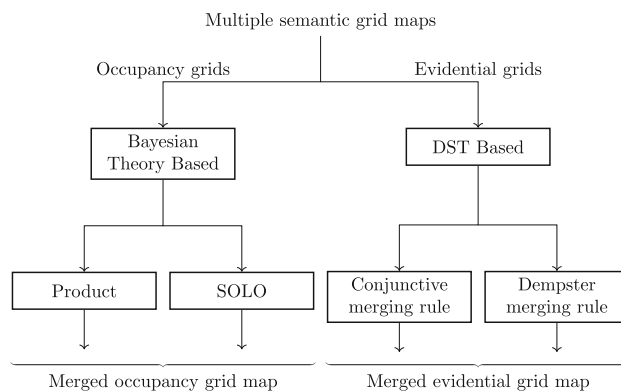 Multiple semantic grid maps
Occupancy grids
Evidential grids
Bayesian
Theory Based
DST Based
Product
SOLO
Conjunctive
merging rule
Dempster
merging rule
Merged occupancy grid map
Merged evidential grid map